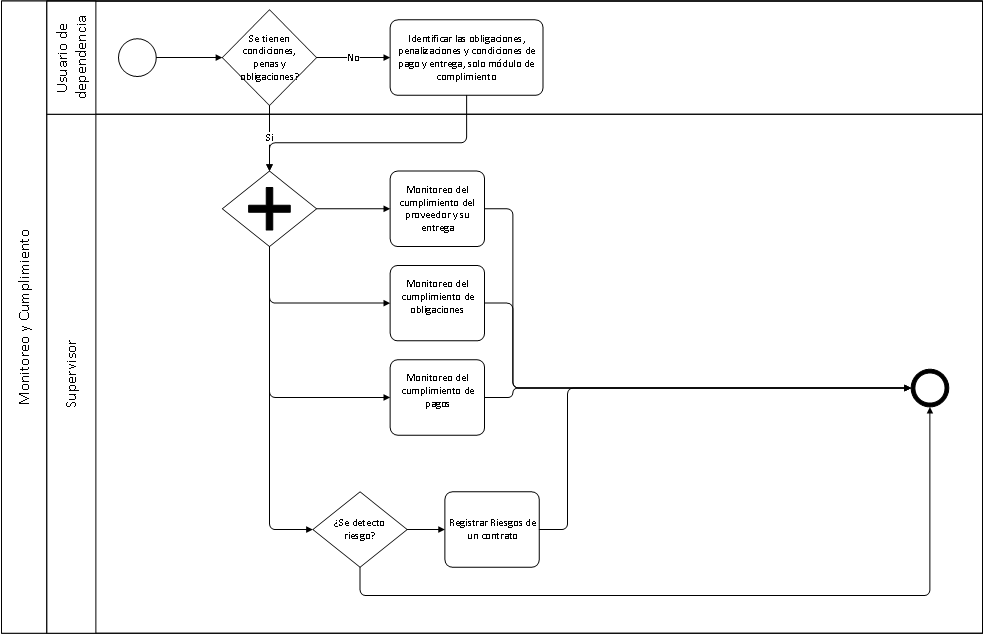 Monitoreo y Cumplimiento
Usuario de
dependencia
Se tienen
condiciones,
penas y
obligaciones?
No
Identificar las obligaciones,
penalizaciones y condiciones de
pago y entrega, solo módulo de
cumplimiento
Si
Supervisor
Monitoreo del
cumplimiento del
proveedor y su
entrega
Monitoreo del
cumplimiento de
obligaciones
Monitoreo del
cumplimiento de
pagos
¿Se detecto
riesgo?
Registrar Riesgos de
un contrato